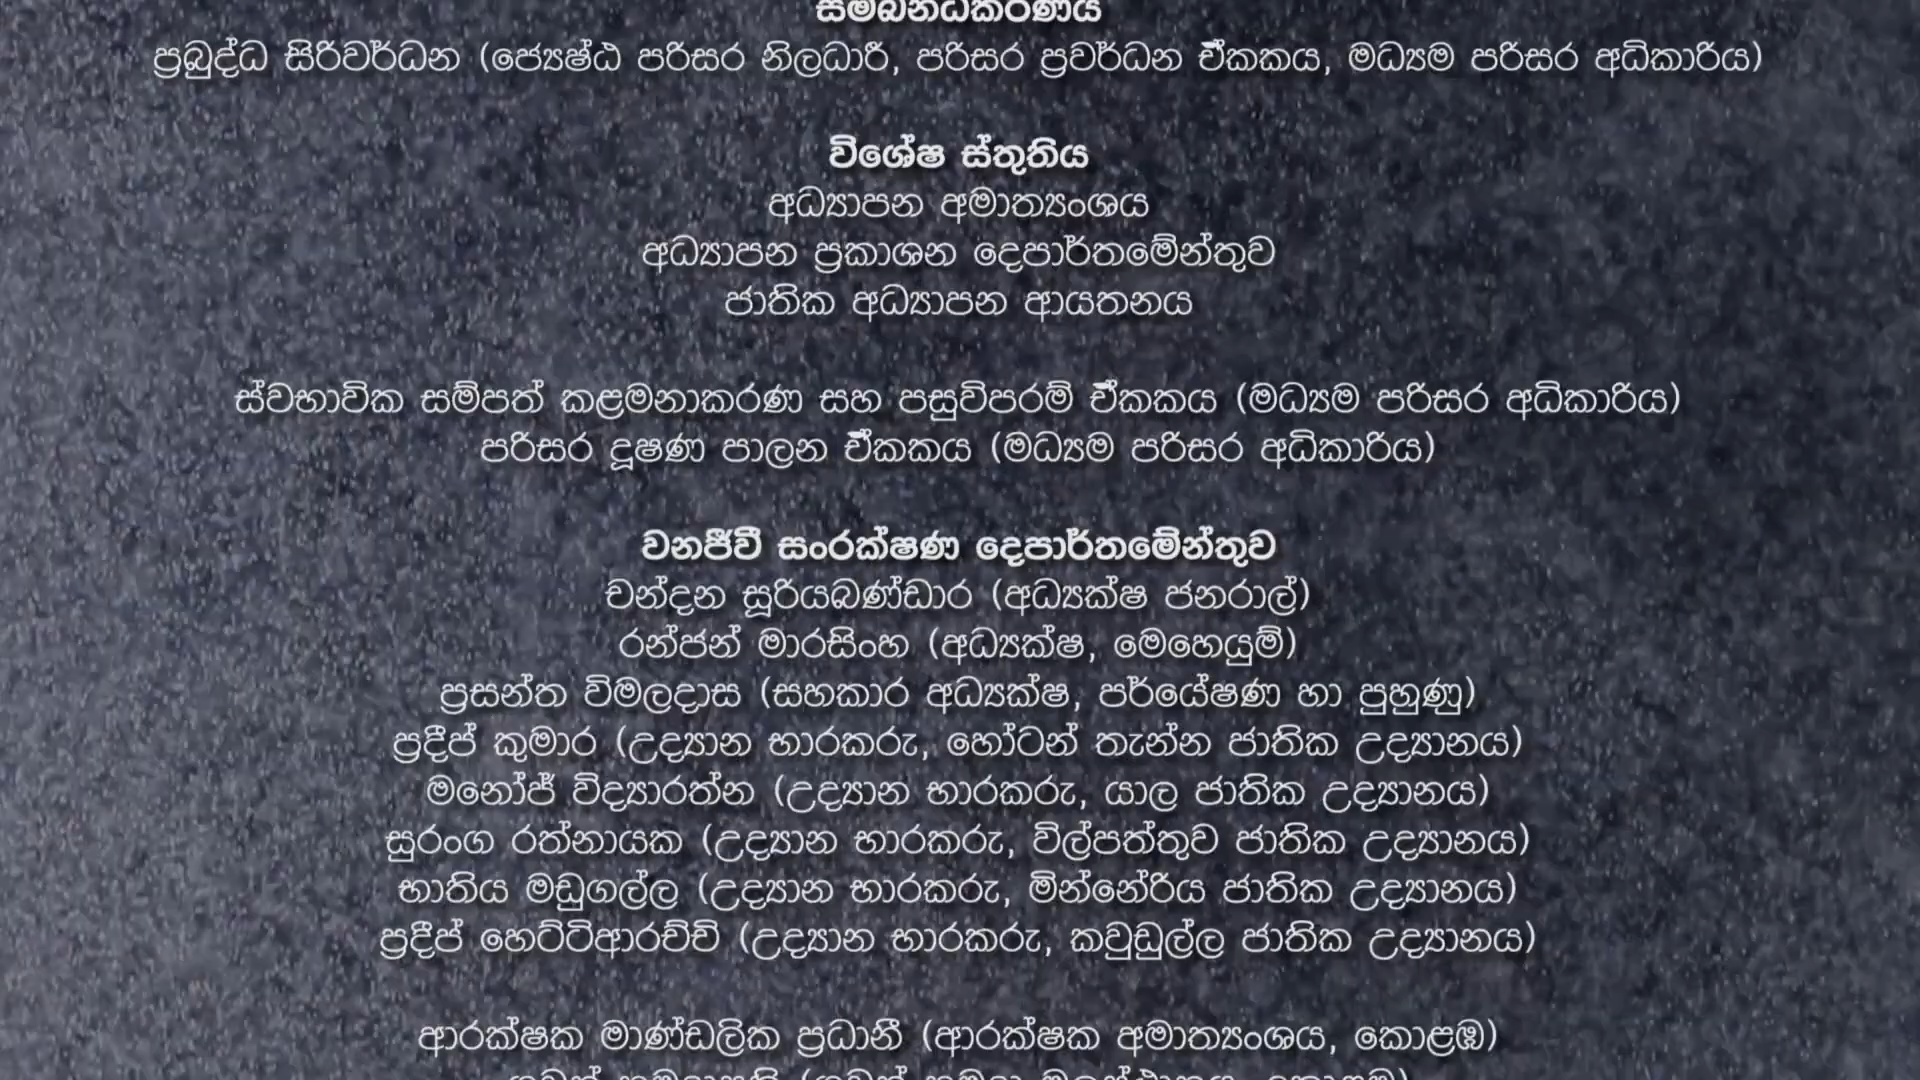 සම්බන්ධීකරණය
ප්‍රබුද්ධ සිරිවර්ධන (ජ්‍යෙෂ්ඨ පරිසර නිලධාරී, පරිසර ප්‍රවර්ධන ඒකකය, මධ්‍යම පරිසර අධිකාරිය)
විශේෂ ස්තුතිය
අධ්‍යාපන අමාත්‍යංශය
අධ්‍යාපන ප්‍රකාශන දෙපාර්තමේන්තුව
ජාතික අධ්‍යාපන ආයතනය
ස්වභාවික සම්පත් කළමනාකරණ සහ පසුවිපරම් ඒකකය (මධ්‍යම පරිසර අධිකාරිය)
පරිසර දූෂණ පාලන ඒකකය (මධ්‍යම පරිසර අධිකාරිය)
වනජීවී සංරක්ෂණ දෙපාර්තමේන්තුව
චන්දන සූරියබණ්ඩාර (අධ්‍යක්ෂ ජනරාල්)
රන්ජන් මාරසිංහ (අධ්‍යක්ෂ, මෙහෙයුම්)
ප්‍රසන්ත විමලදාස (සහකාර අධ්‍යක්ෂ, පර්යේෂණ හා පුහුණු)
ප්‍රදීප් කුමාර (උද්‍යාන භාරකරු, හෝටන් තැන්න ජාතික උද්‍යානය)
මනෝජ් විද්‍යාරත්න (උද්‍යාන භාරකරු, යාල ජාතික උද්‍යානය)
සුරංග රත්නායක (උද්‍යාන භාරකරු, විල්පත්තුව ජාතික උද්‍යානය)
භාතිය මඩුගල්ල (උද්‍යාන භාරකරු, මින්නේරිය ජාතික උද්‍යානය)
ප්‍රදීප් හෙට්ටිආරච්චි (උද්‍යාන භාරකරු, කවුඩුල්ල ජාතික උද්‍යානය)
ආරක්ෂක මාණ්ඩලික ප්‍රධානී (ආරක්ෂක අමාත්‍යංශය, කොළඹ)